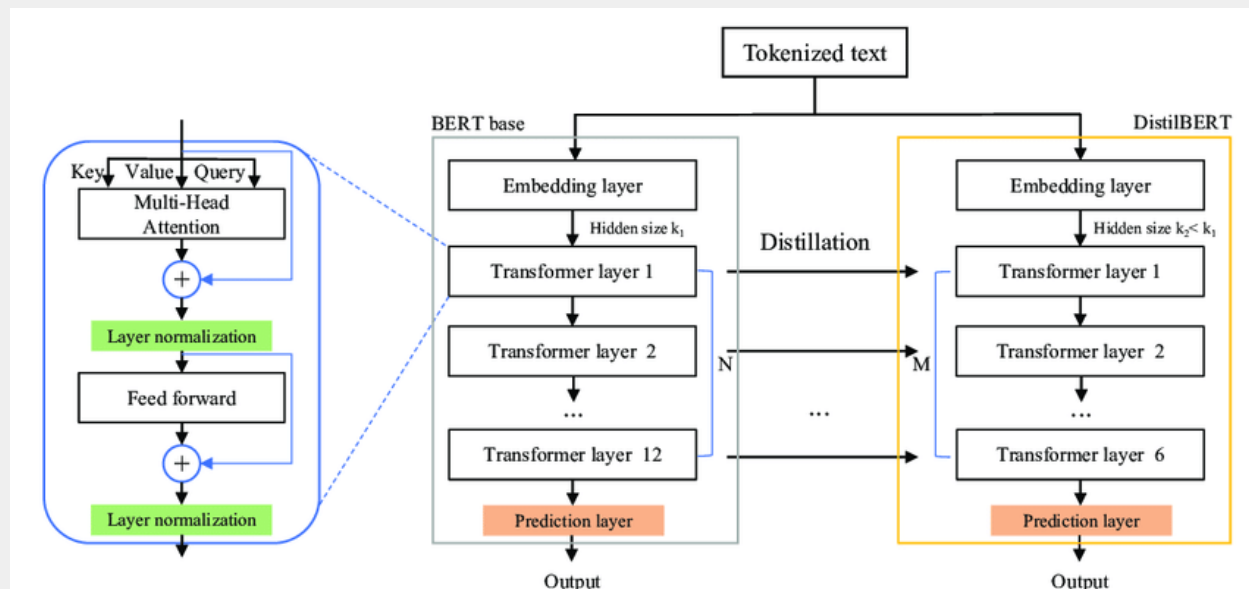 Tokenized text
BERT base
DistilBERT
Key Value Query
Multi-Head
Attention
+
Layer normalization
Feed forward
+
Layer normalization
Embedding layer
Hidden size k₁
Transformer layer 1
Transformer layer 2
...
Transformer layer 12
N
Prediction layer
Output
Distillation
...
Embedding layer
Hidden size k₂< k₁
Transformer layer 1
Transformer layer 2
...
Transformer layer 6
M
Prediction layer
Output